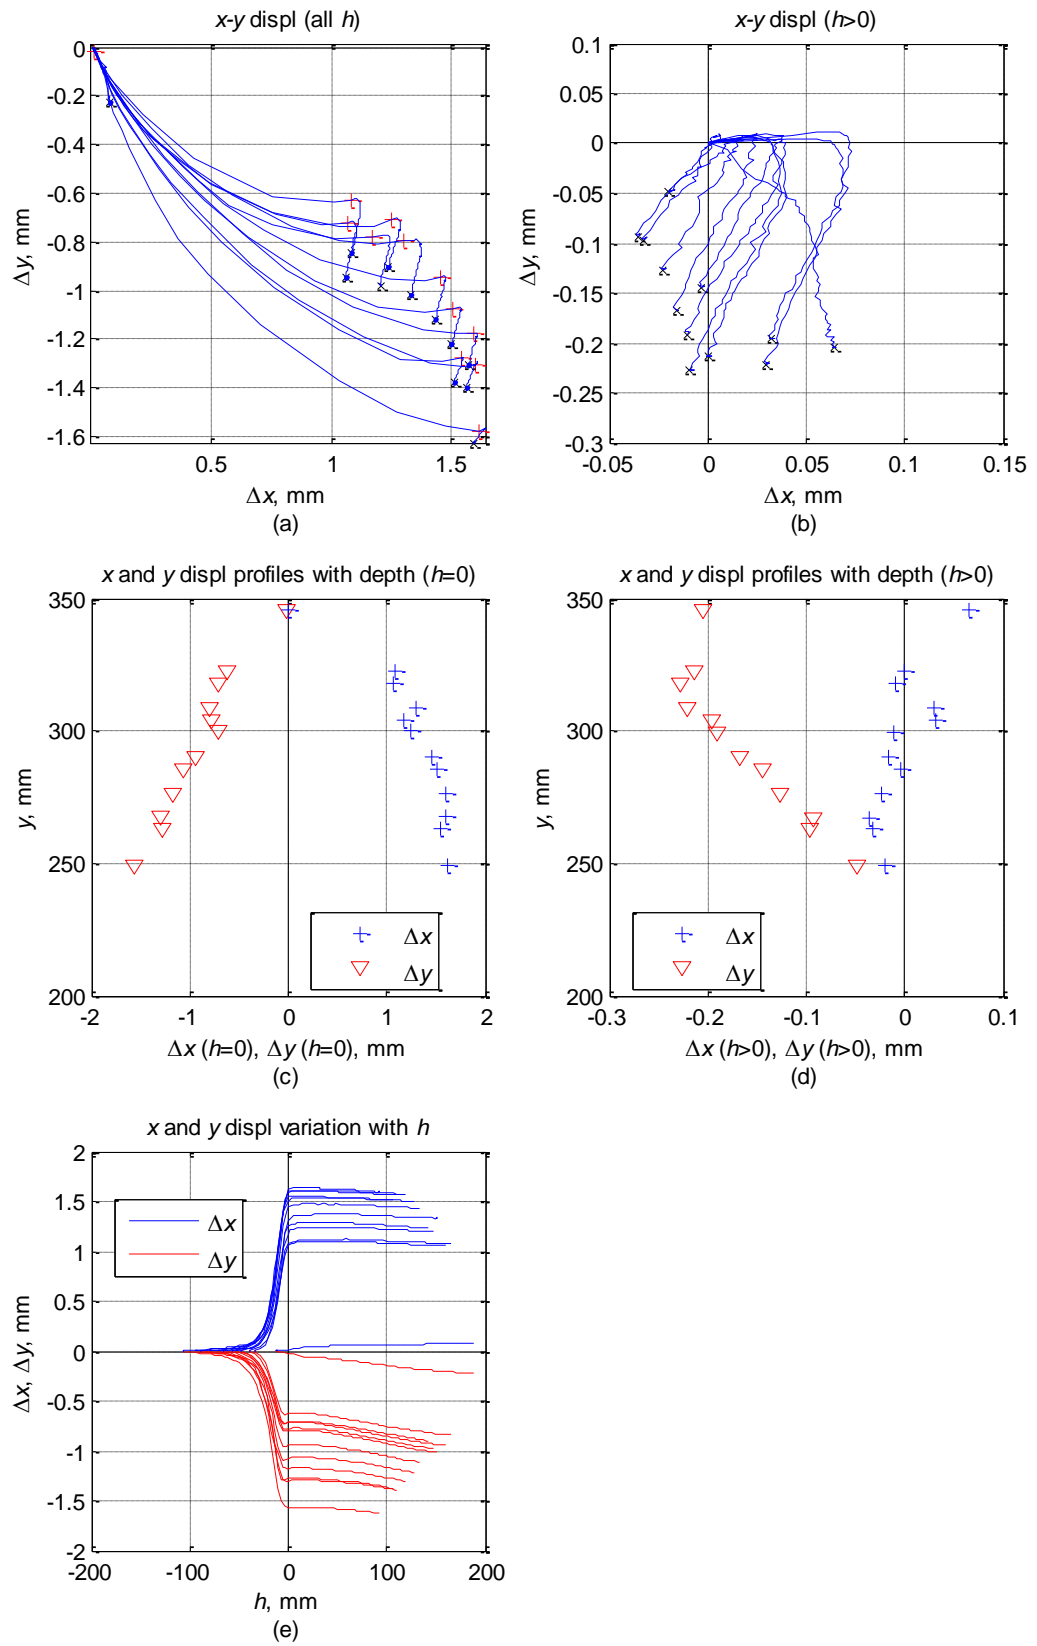 x-y displ (all h)
0
-0.2
-0.4
-0.6
-0.8
-1
-1.2
-1.4
-1.6
0.5
1
1.5
Δy, mm
Δx, mm
(a)
x-y displ (h>0)
0.1
0.05
0
-0.05
-0.1
-0.15
-0.2
-0.25
-0.3
-0.05
0
0.05
0.1
0.15
Δy, mm
Δx, mm
(b)
x and y displ profiles with depth (h=0)
350
300
250
200
-2
-1
0
1
2
y, mm
Δx
Δy
Δx (h=0), Δy (h=0), mm
(c)
x and y displ profiles with depth (h>0)
350
300
250
200
-0.3
-0.2
-0.1
0
0.1
y, mm
Δx
Δy
Δx (h>0), Δy (h>0), mm
(d)
x and y displ variation with h
2
1.5
1
0.5
0
-0.5
-1
-1.5
-2
-200
-100
0
100
200
Δx, Δy, mm
Δx
Δy
h, mm
(e)